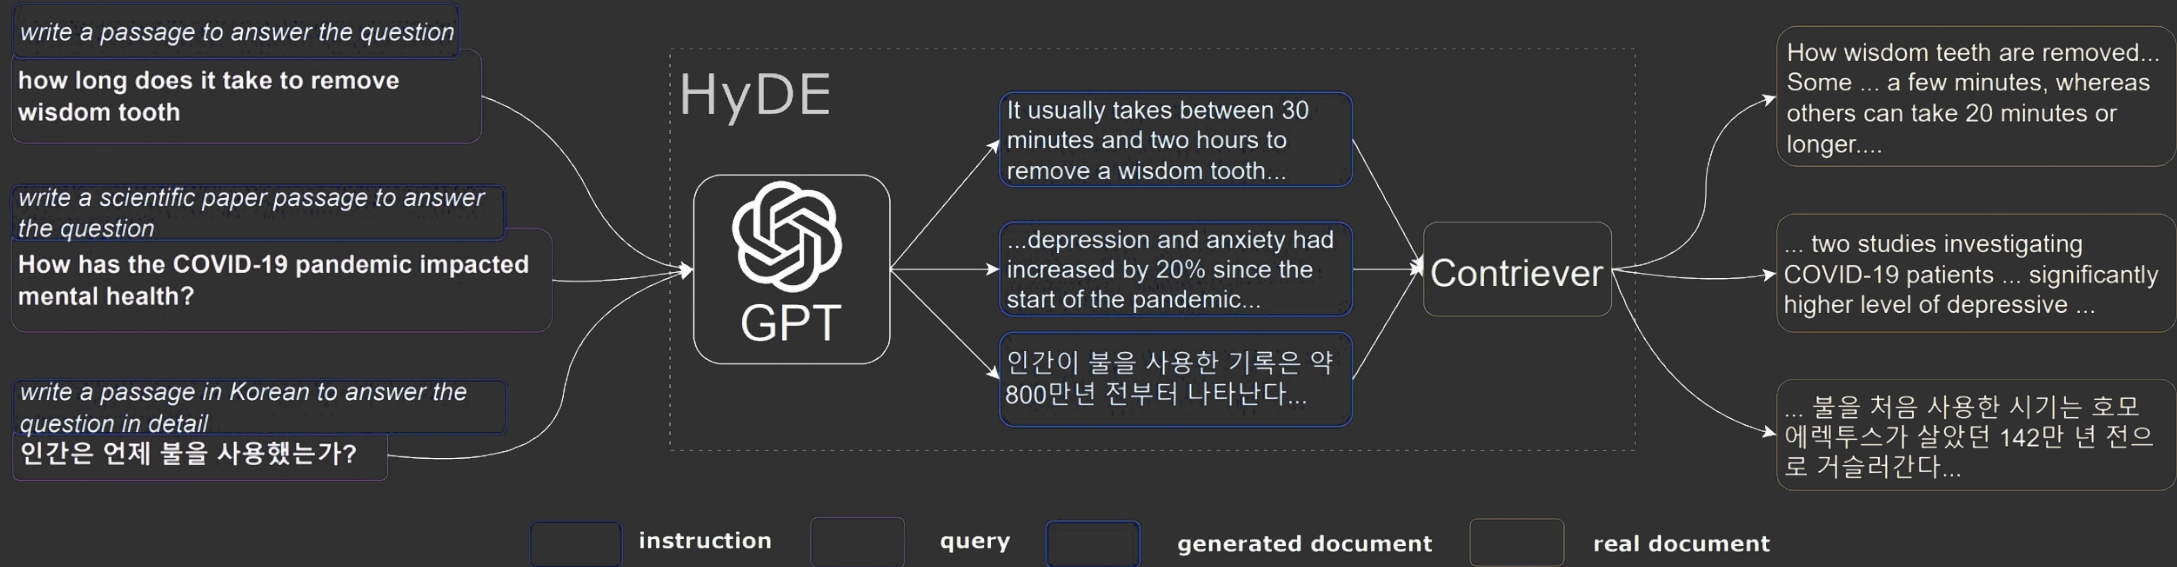 write a passage to answer the question
how long does it take to remove
wisdom tooth
write a scientific paper passage to answer
the question
How has the COVID-19 pandemic impacted
mental health?
write a passage in Korean to answer the
question in detail
인간은 언제 불을 사용했는가?
HyDE
GPT
It usually takes between 30
minutes and two hours to
remove a wisdom tooth...
...depression and anxiety had
increased by 20% since the
start of the pandemic...
인간이 불을 사용한 기록은 약
800만년 전부터 나타난다...
Contriever
How wisdom teeth are removed...
Some ... a few minutes, whereas
others can take 20 minutes or
longer....
... two studies investigating
COVID-19 patients ... significantly
higher level of depressive ...
... 불을 처음 사용한 시기는 호모
에렉투스가 살았던 142만 년 전으
로 거슬러간다...
instruction
query
generated document
real document